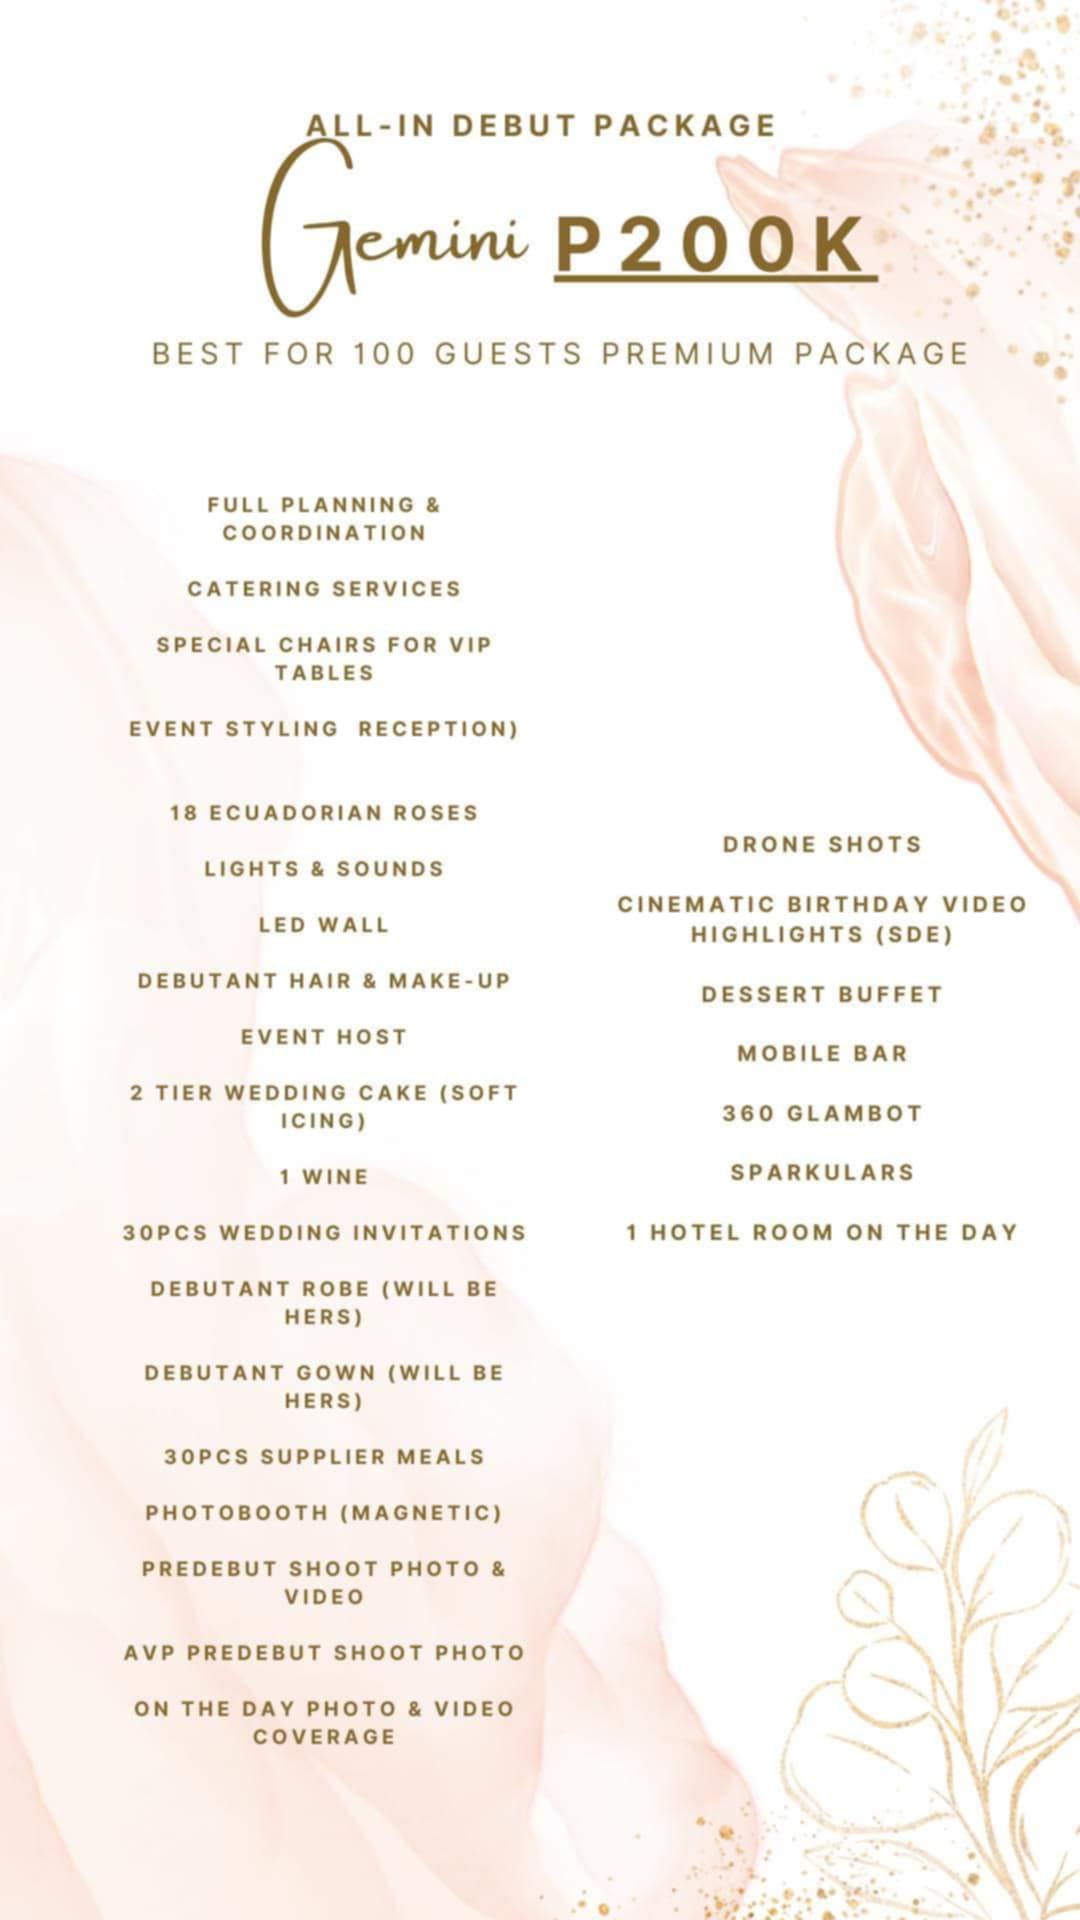 ALL-IN DEBUT PACKAGE
Gemini P200K
BEST FOR 100 GUESTS PREMIUM PACKAGE
FULL PLANNING &
COORDINATION
CATERING SERVICES
SPECIAL CHAIRS FOR VIP
TABLES
EVENT STYLING  RECEPTION)
18 ECUADORIAN ROSES
LIGHTS & SOUNDS
LED WALL
DEBUTANT HAIR & MAKE-UP
EVENT HOST
2 TIER WEDDING CAKE (SOFT
ICING)
1 WINE
30PCS WEDDING INVITATIONS
DEBUTANT ROBE (WILL BE
HERS)
DEBUTANT GOWN (WILL BE
HERS)
30PCS SUPPLIER MEALS
PHOTOBOOTH (MAGNETIC)
PREDEBUT SHOOT PHOTO &
VIDEO
AVP PREDEBUT SHOOT PHOTO
ON THE DAY PHOTO & VIDEO
COVERAGE
DRONE SHOTS
CINEMATIC BIRTHDAY VIDEO
HIGHLIGHTS (SDE)
DESSERT BUFFET
MOBILE BAR
360 GLAMBOT
SPARKULARS
1 HOTEL ROOM ON THE DAY